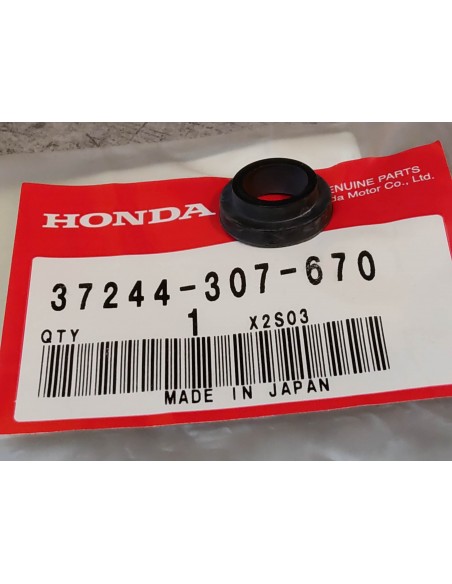 HONDA
ENUINE PARTS
da Motor Co., Ltd.
37244-307-670
QTY 1 X2S03
MADE IN JAPAN